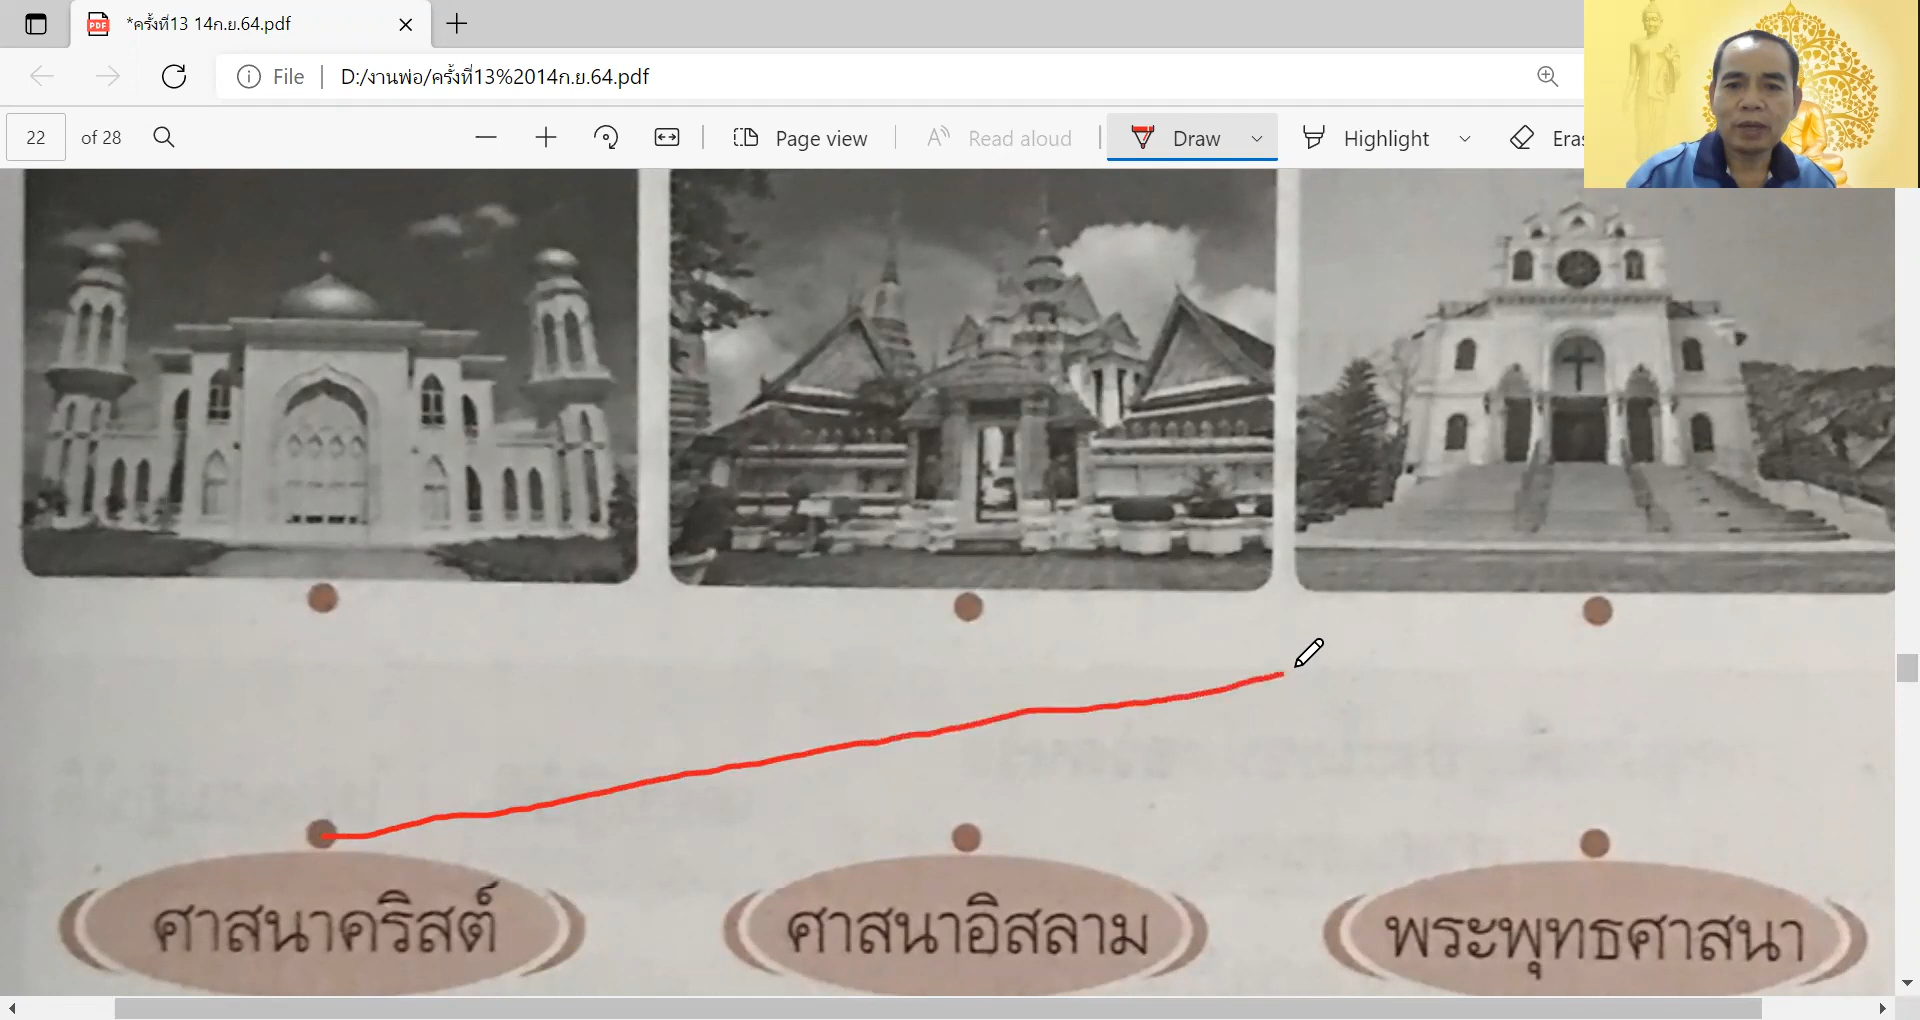 *ครั้งที่13 14ก.ย.64.pdf
File D:/งานพ่อ/ครั้งที่13%2014ก.ย.64.pdf
22 of 28 Page view Read aloud Draw Highlight Eras
PDF
ศาสนาคริสต์ ศาสนาอิสลาม พระพุทธศาสนา